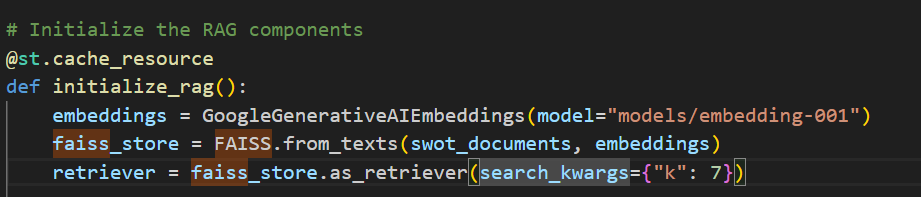 # Initialize the RAG components
@st.cache_resource
def initialize_rag():
    embeddings = GoogleGenerativeAIEmbeddings(model="models/embedding-001")
    faiss_store = FAISS.from_texts(swot_documents, embeddings)
    retriever = faiss_store.as_retriever(search_kwargs={"k": 7})